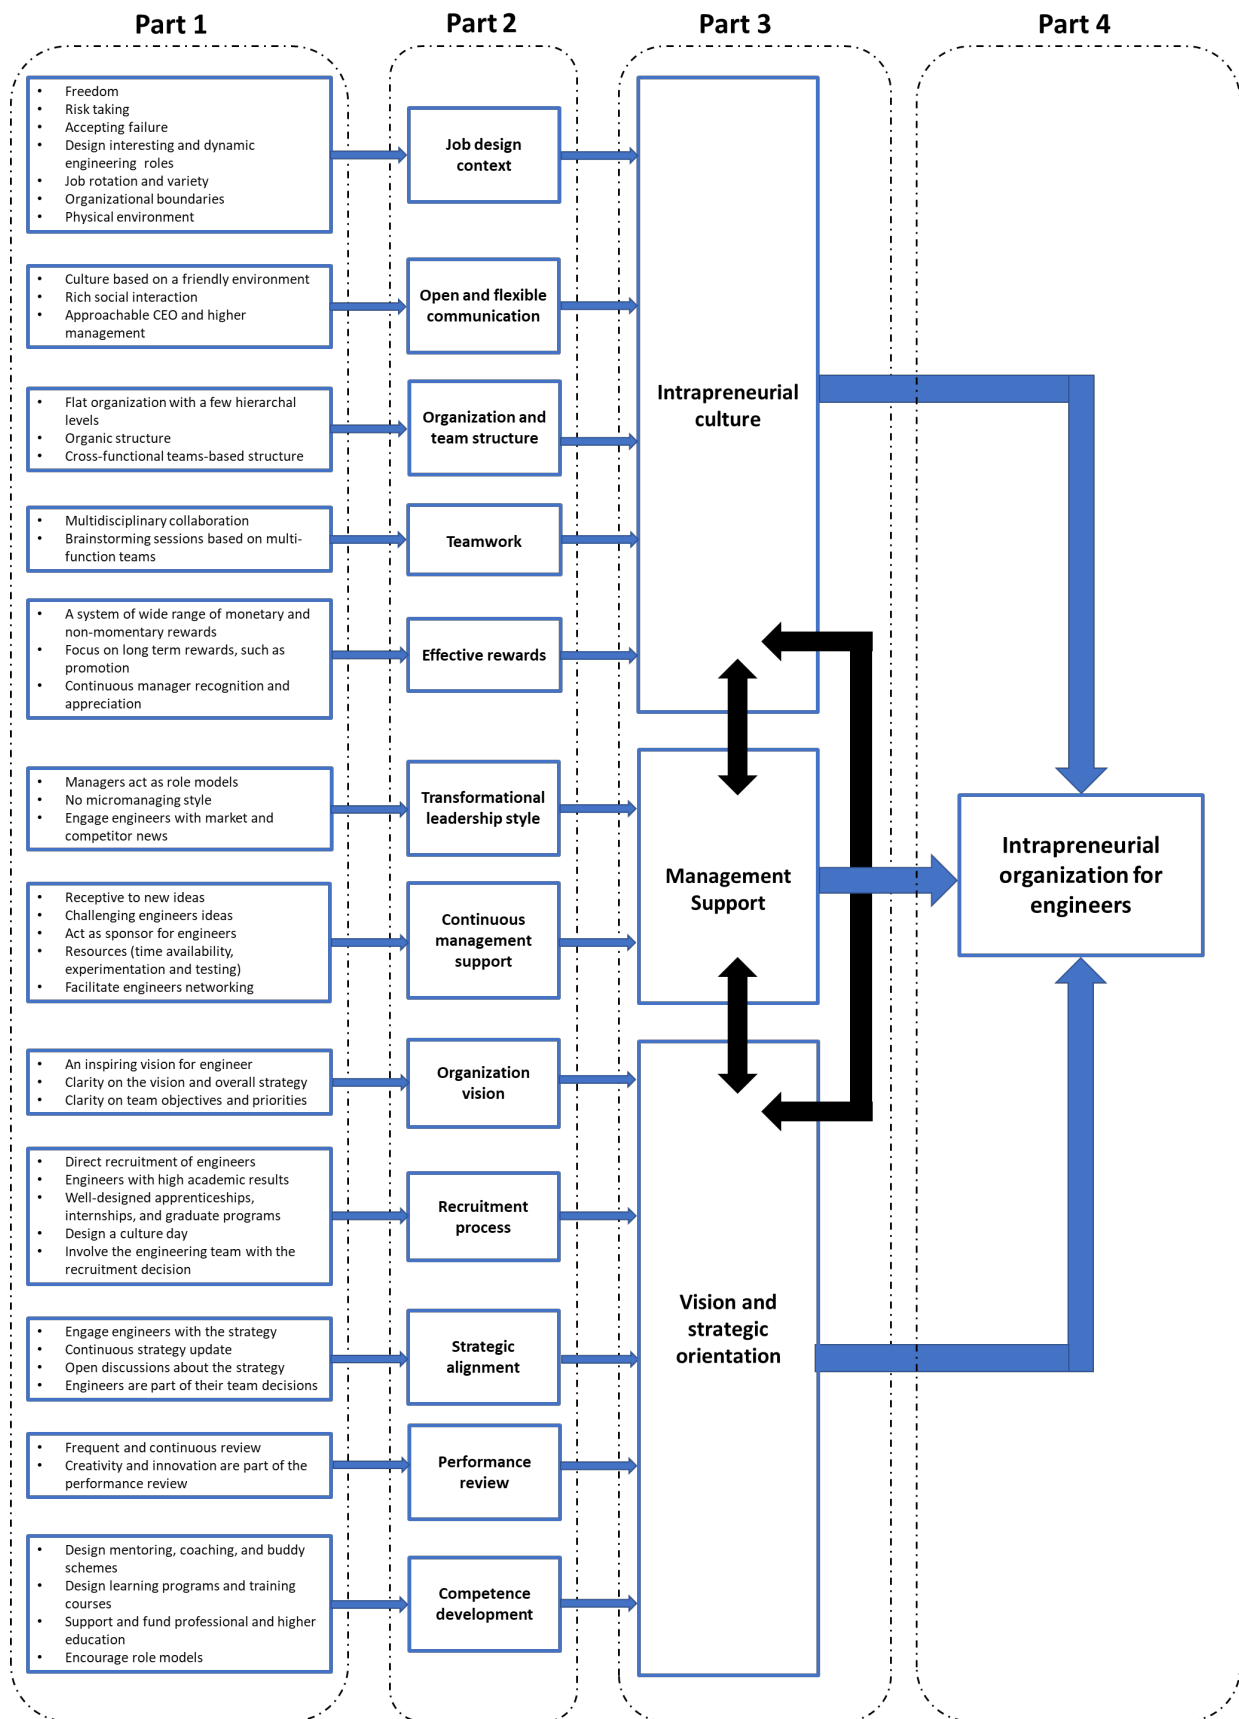 Part 1
Part 2
Part 3
Part 4
• Freedom
• Risk taking
• Accepting failure
• Design interesting and dynamic
engineering roles
• Job rotation and variety
• Organizational boundaries
• Physical environment
Job design
context
• Culture based on a friendly environment
• Rich social interaction
• Approachable CEO and higher
management
Open and flexible
communication
• Flat organization with a few hierarchal
levels
• Organic structure
• Cross-functional teams-based structure
Organization and
team structure
• Multidisciplinary collaboration
• Brainstorming sessions based on multi-
function teams
Teamwork
• A system of wide range of monetary and
non-momentary rewards
• Focus on long term rewards, such as
promotion
• Continuous manager recognition and
appreciation
Effective rewards
Intrapreneurial
culture
• Managers act as role models
• No micromanaging style
• Engage engineers with market and
competitor news
Transformational
leadership style
• Receptive to new ideas
• Challenging engineers ideas
• Act as sponsor for engineers
• Resources (time availability,
experimentation and testing)
• Facilitate engineers networking
Continuous
management
support
Management
Support
Intrapreneurial
organization for
engineers
• An inspiring vision for engineer
• Clarity on the vision and overall strategy
• Clarity on team objectives and priorities
Organization
vision
• Direct recruitment of engineers
• Engineers with high academic results
• Well-designed apprenticeships,
internships, and graduate programs
• Design a culture day
• Involve the engineering team with the
recruitment decision
Recruitment
process
• Engage engineers with the strategy
• Continuous strategy update
• Open discussions about the strategy
• Engineers are part of their team decisions
Strategic
alignment
• Frequent and continuous review
• Creativity and innovation are part of the
performance review
Performance
review
• Design mentoring, coaching, and buddy
schemes
• Design learning programs and training
courses
• Support and fund professional and higher
education
• Encourage role models
Competence
development
Vision and
strategic
orientation